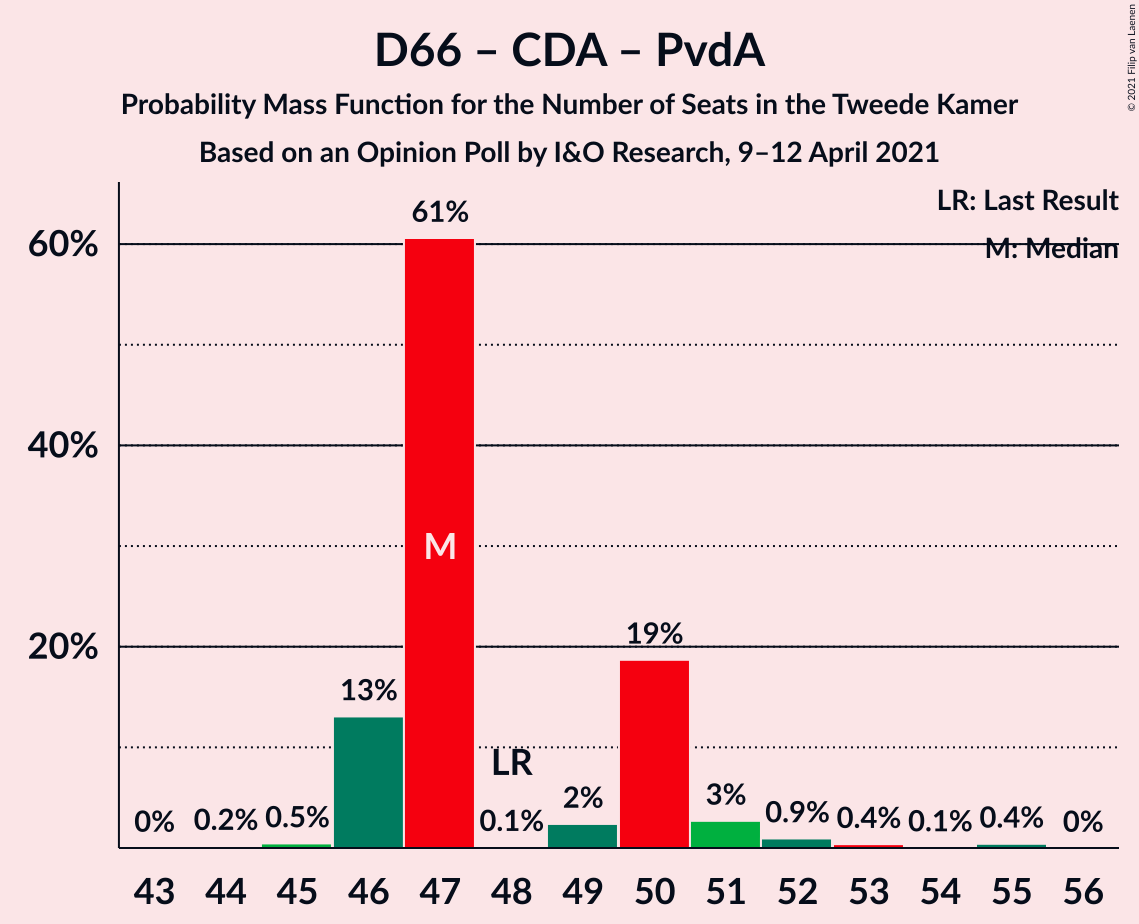 D66 – CDA – PvdA
Probability Mass Function for the Number of Seats in the Tweede Kamer
Based on an Opinion Poll by I&O Research, 9–12 April 2021
© 2021 Filip van Laenen
LR: Last Result
M: Median
60%
40%
20%
0% 0.2% 0.5% 13% 61% 0.1% 2% 19% 3% 0.9% 0.4% 0.1% 0.4% 0%
M
LR
43 44 45 46 47 48 49 50 51 52 53 54 55 56